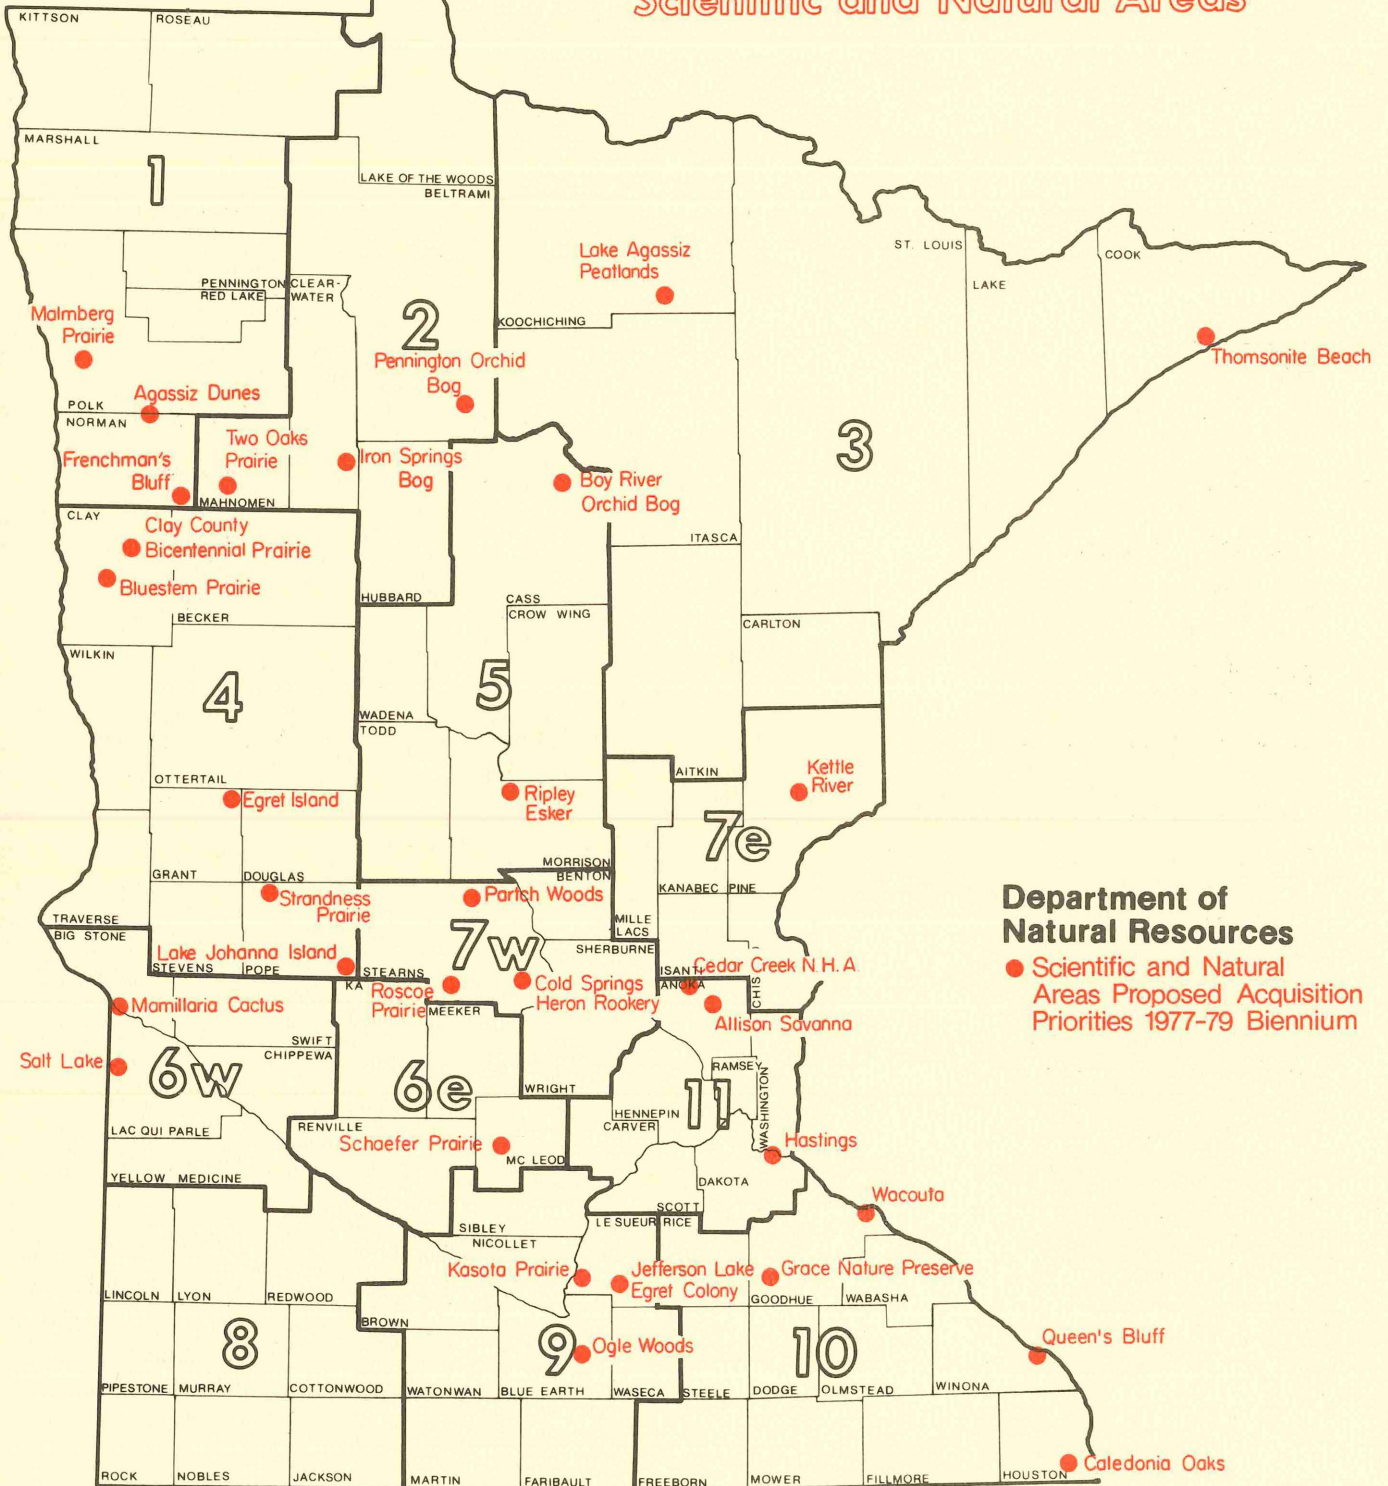 Scientific and Natural Areas
KITTSON
ROSEAU
MARSHALL
1
LAKE OF THE WOODS
BELTRAMI
ST. LOUIS
LAKE
COOK
Lake Agassiz
Peatlands
PENNINGTON
CLEAR-
RED LAKE
WATER
Malmberg
Prairie
2
KOOCHICHING
Thomsonite Beach
Pennington Orchid
Bog
Agassiz Dunes
POLK
NORMAN
Two Oaks
Prairie
3
Frenchman's
Bluff
Iron Springs
Bog
Boy River
Orchid Bog
MAHNOMEN
CLAY
Clay County
Bicentennial Prairie
ITASCA
Bluestem Prairie
HUBBARD
CASS
CROW WING
BECKER
CARLTON
WILKIN
4
5
WADENA
TODD
OTTERTAIL
AITKIN
Kettle
River
Egret Island
Ripley
Esker
7e
MORRISON
BENTON
GRANT
DOUGLAS
KANABEC
PINE
Strandness
Prairie
Partch Woods
Department of
Natural Resources
TRAVERSE
BIG STONE
MILLE
LACS
7w
SHERBURNE
Lake Johanna Island
STEVENS
POPE
STEARNS
KA
ISANTI
ANOKA
Cedar Creek N.H.A.
CHIS
Scientific and Natural
Areas Proposed Acquisition
Priorities 1977-79 Biennium
Roscoe
Prairie
Cold Springs
Heron Rookery
Mamillaria Cactus
MEEKER
Allison Savanna
SWIFT
CHIPPEWA
Salt Lake
6w
6e
RAMSEY
WASHINGTON
11
WRIGHT
HENNEPIN
CARVER
LAC QUI PARLE
RENVILLE
Schaefer Prairie
MC LEOD
Hastings
YELLOW MEDICINE
DAKOTA
Wacouta
SCOTT
SIBLEY
NICOLLET
LE SUEUR
RICE
Kasota Prairie
Jefferson Lake
Egret Colony
Grace Nature Preserve
LINCOLN
LYON
REDWOOD
GOODHUE
WABASHA
BROWN
8
9
Ogle Woods
10
Queen's Bluff
PIPESTONE
MURRAY
COTTONWOOD
WATONWAN
BLUE EARTH
WASECA
STEELE
DODGE
OLMSTEAD
WINONA
Caledonia Oaks
ROCK
NOBLES
JACKSON
MARTIN
FARIBAULT
FREEBORN
MOWER
FILLMORE
HOUSTON